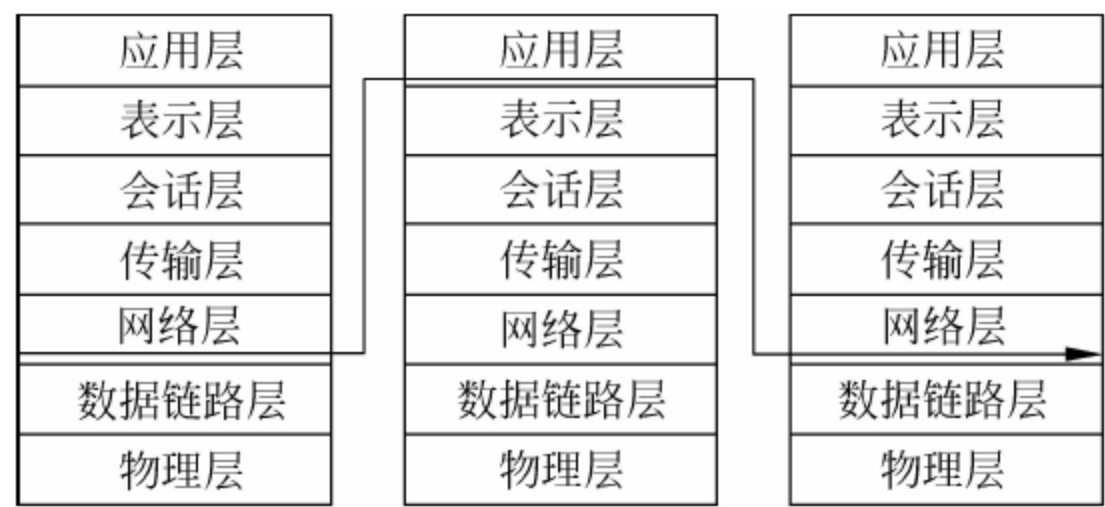 应用层 应用层 应用层
表示层 表示层 表示层
会话层 会话层 会话层
传输层 传输层 传输层
网络层 网络层 网络层
数据链路层 数据链路层 数据链路层
物理层 物理层 物理层